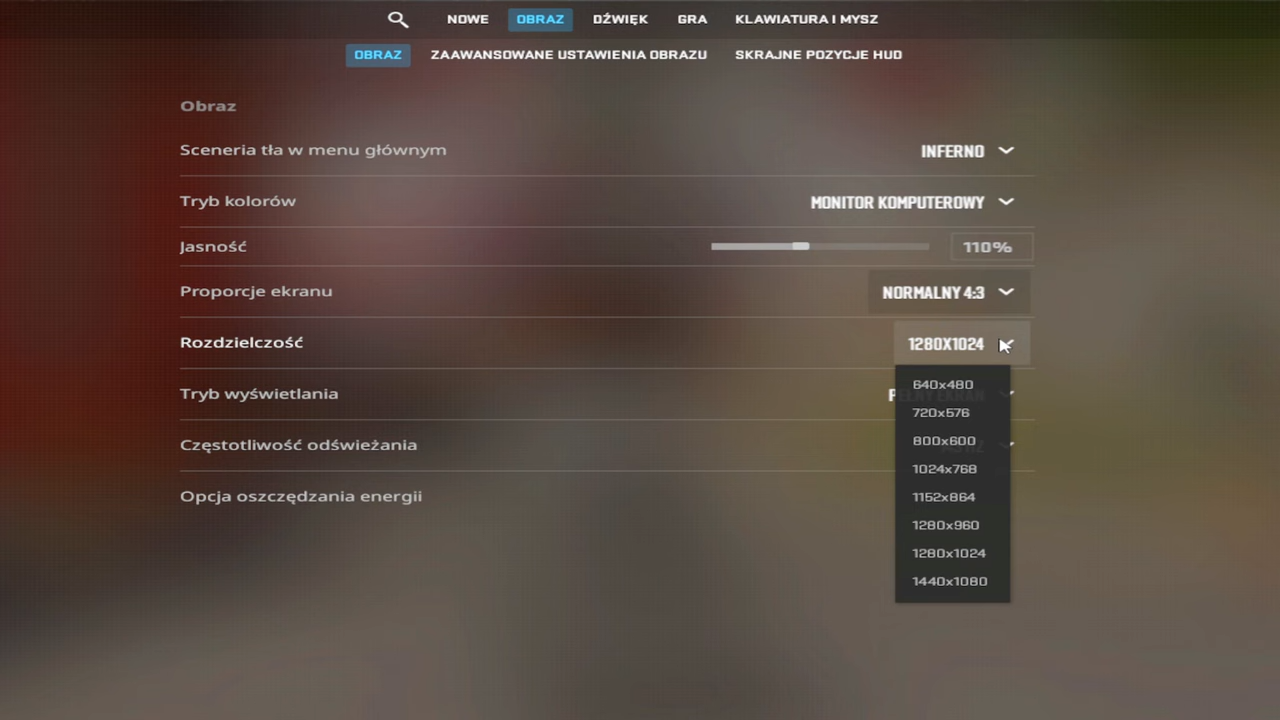 NOWE OBRAZ DŹWIĘK GRA KLAWIATURA I MYSZ
OBRAZ ZAAWANSOWANE USTAWIENIA OBRAZU SKRAJNE POZYCJE HUD
Obraz
Sceneria tła w menu głównym INFERNO
Tryb kolorów MONITOR KOMPUTEROWY
Jasność 110%
Proporcje ekranu NORMALNY 4:3
Rozdzielczość 1280X1024
640x480
Tryb wyświetlania
720x576
800x600
Częstotliwość odświeżania
1024x768
Opcja oszczędzania energii 1152x864
1280x960
1280x1024
1440x1080